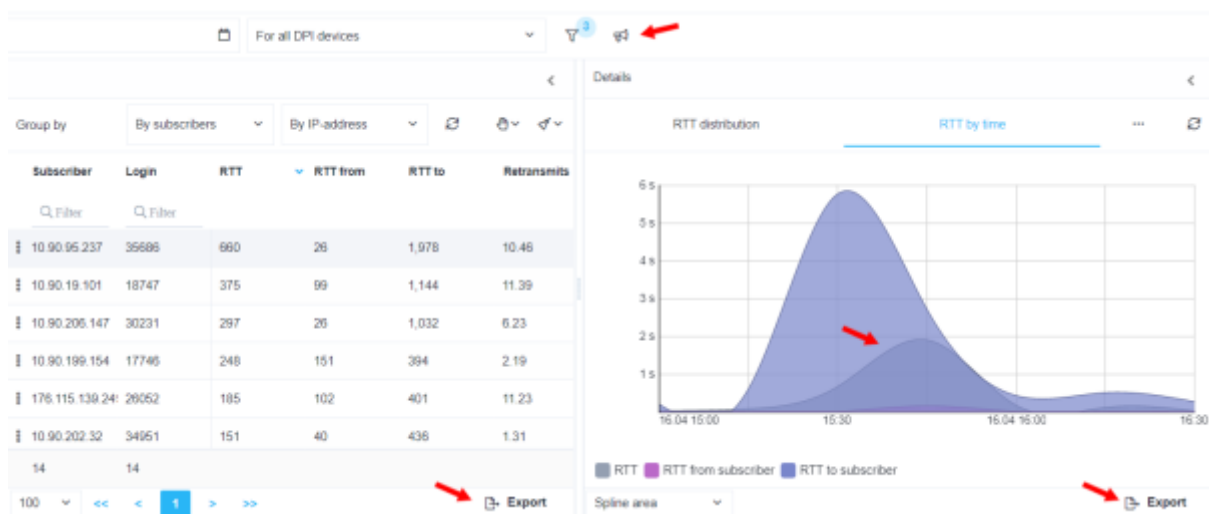 For all DPI devices
3
Details
Group by
By subscribers
By IP-address
RTT distribution
RTT by time
...
Subscriber Login RTT RTT from RTT to Retransmits
Filter Filter
10.90.95.237 35686 660 26 1,978 10.46
10.90.19.101 18747 375 99 1,144 11.39
10.90.206.147 30231 297 26 1,032 6.23
10.90.199.154 17746 248 151 394 2.19
176.115.139.24 26052 185 102 401 11.23
10.90.202.32 34951 151 40 436 1.31
14 14
100 << < 1 > >> Export
6 s
5 s
4 s
3 s
2 s
1 s
16.04 15:00 15:30 16.04 16:00 16:30
RTT RTT from subscriber RTT to subscriber
Spline area Export